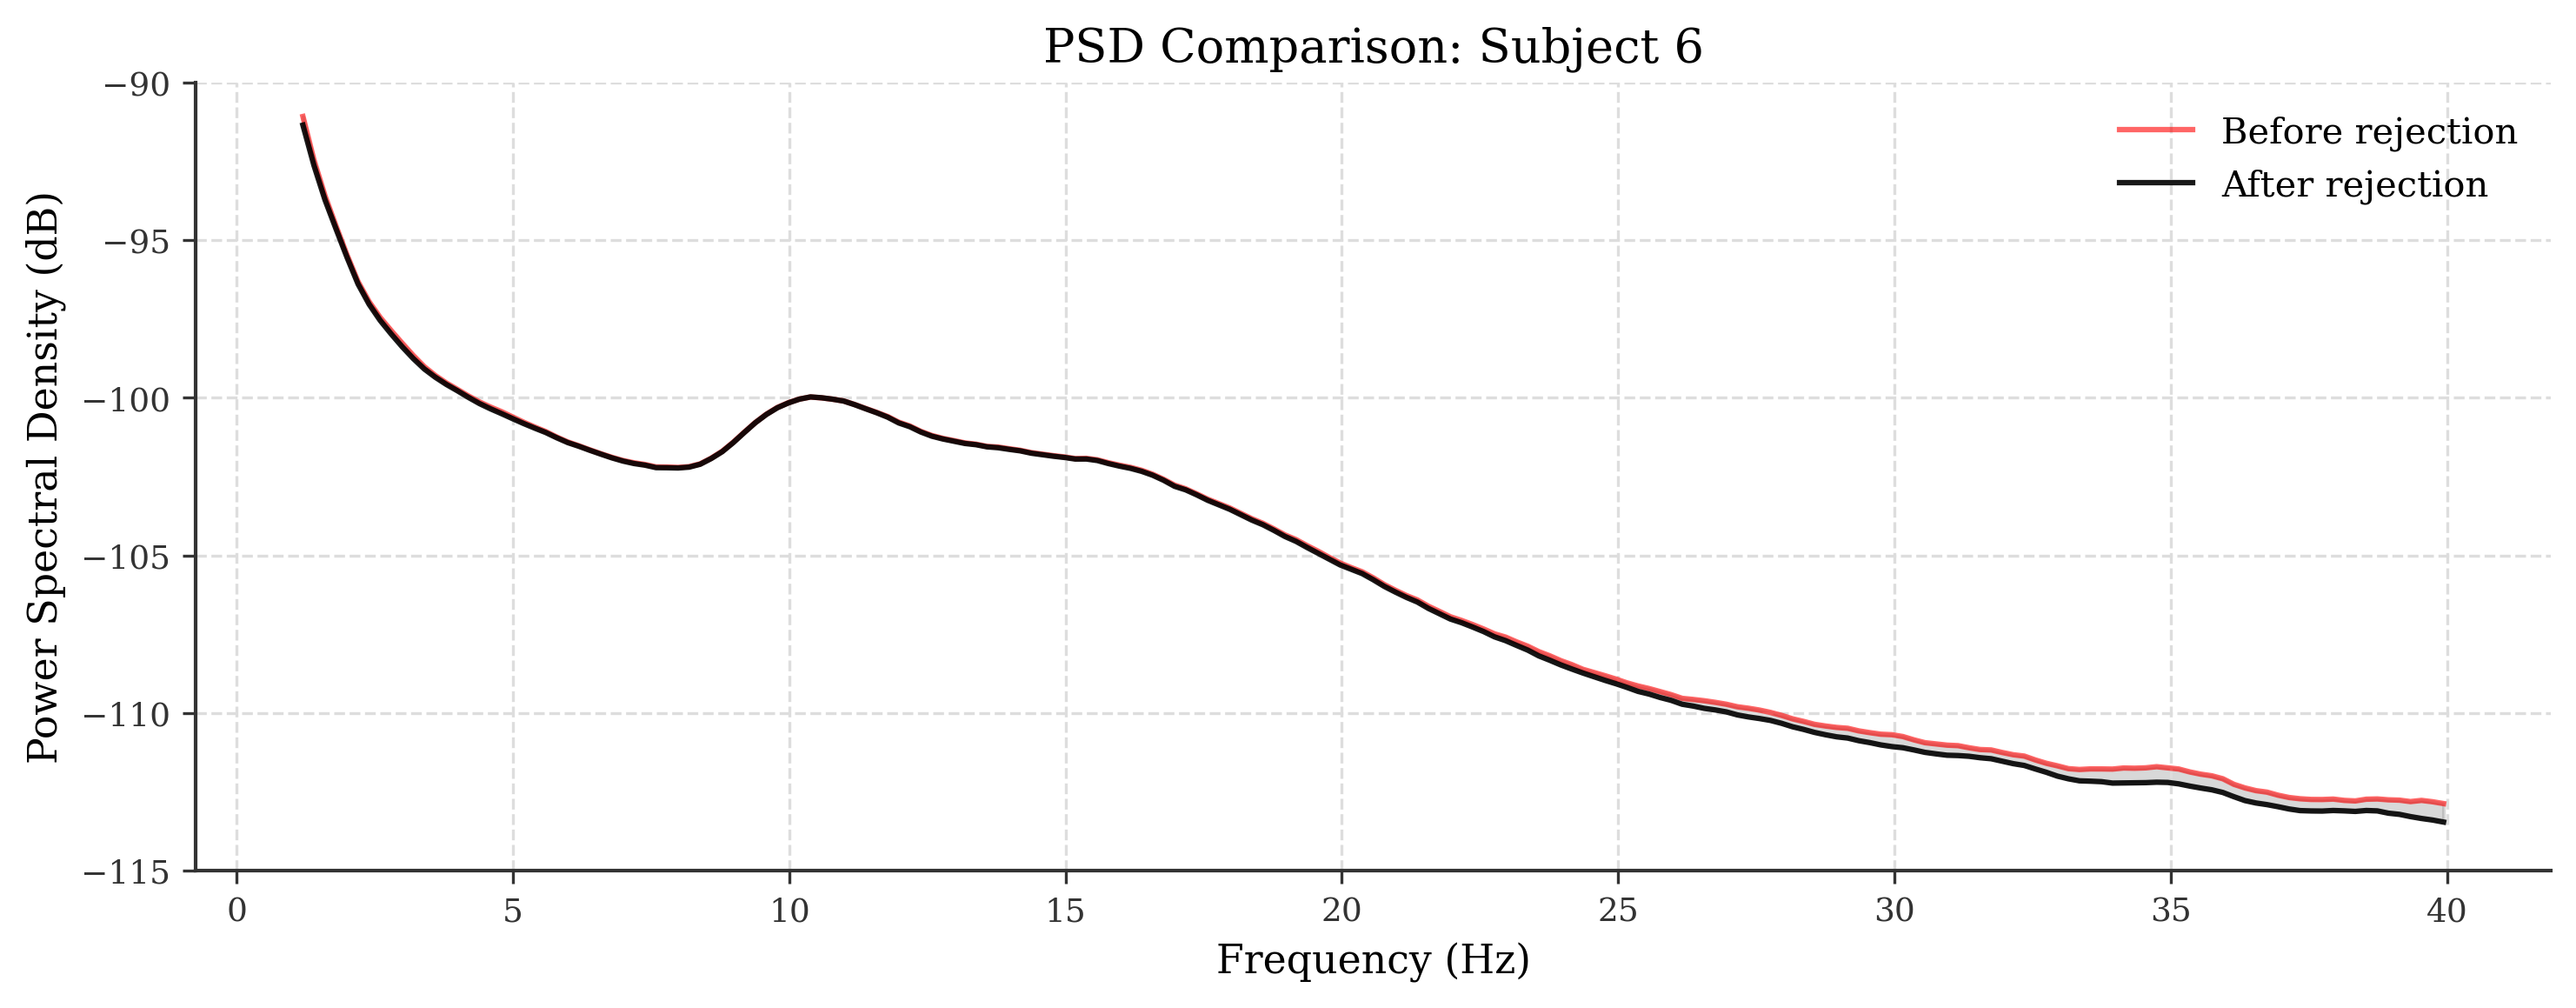 PSD Comparison: Subject 6
Before rejection
After rejection
Power Spectral Density (dB)
−90
−95
−100
−105
−110
−115
0 5 10 15 20 25 30 35 40
Frequency (Hz)